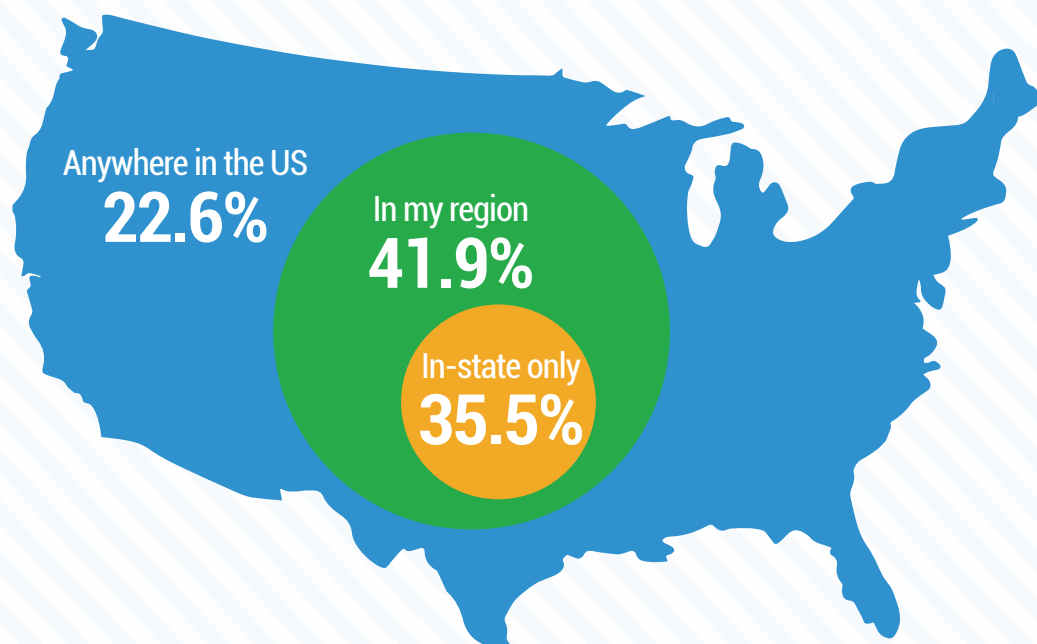 Anywhere in the US
22.6%
In my region
41.9%
In-state only
35.5%